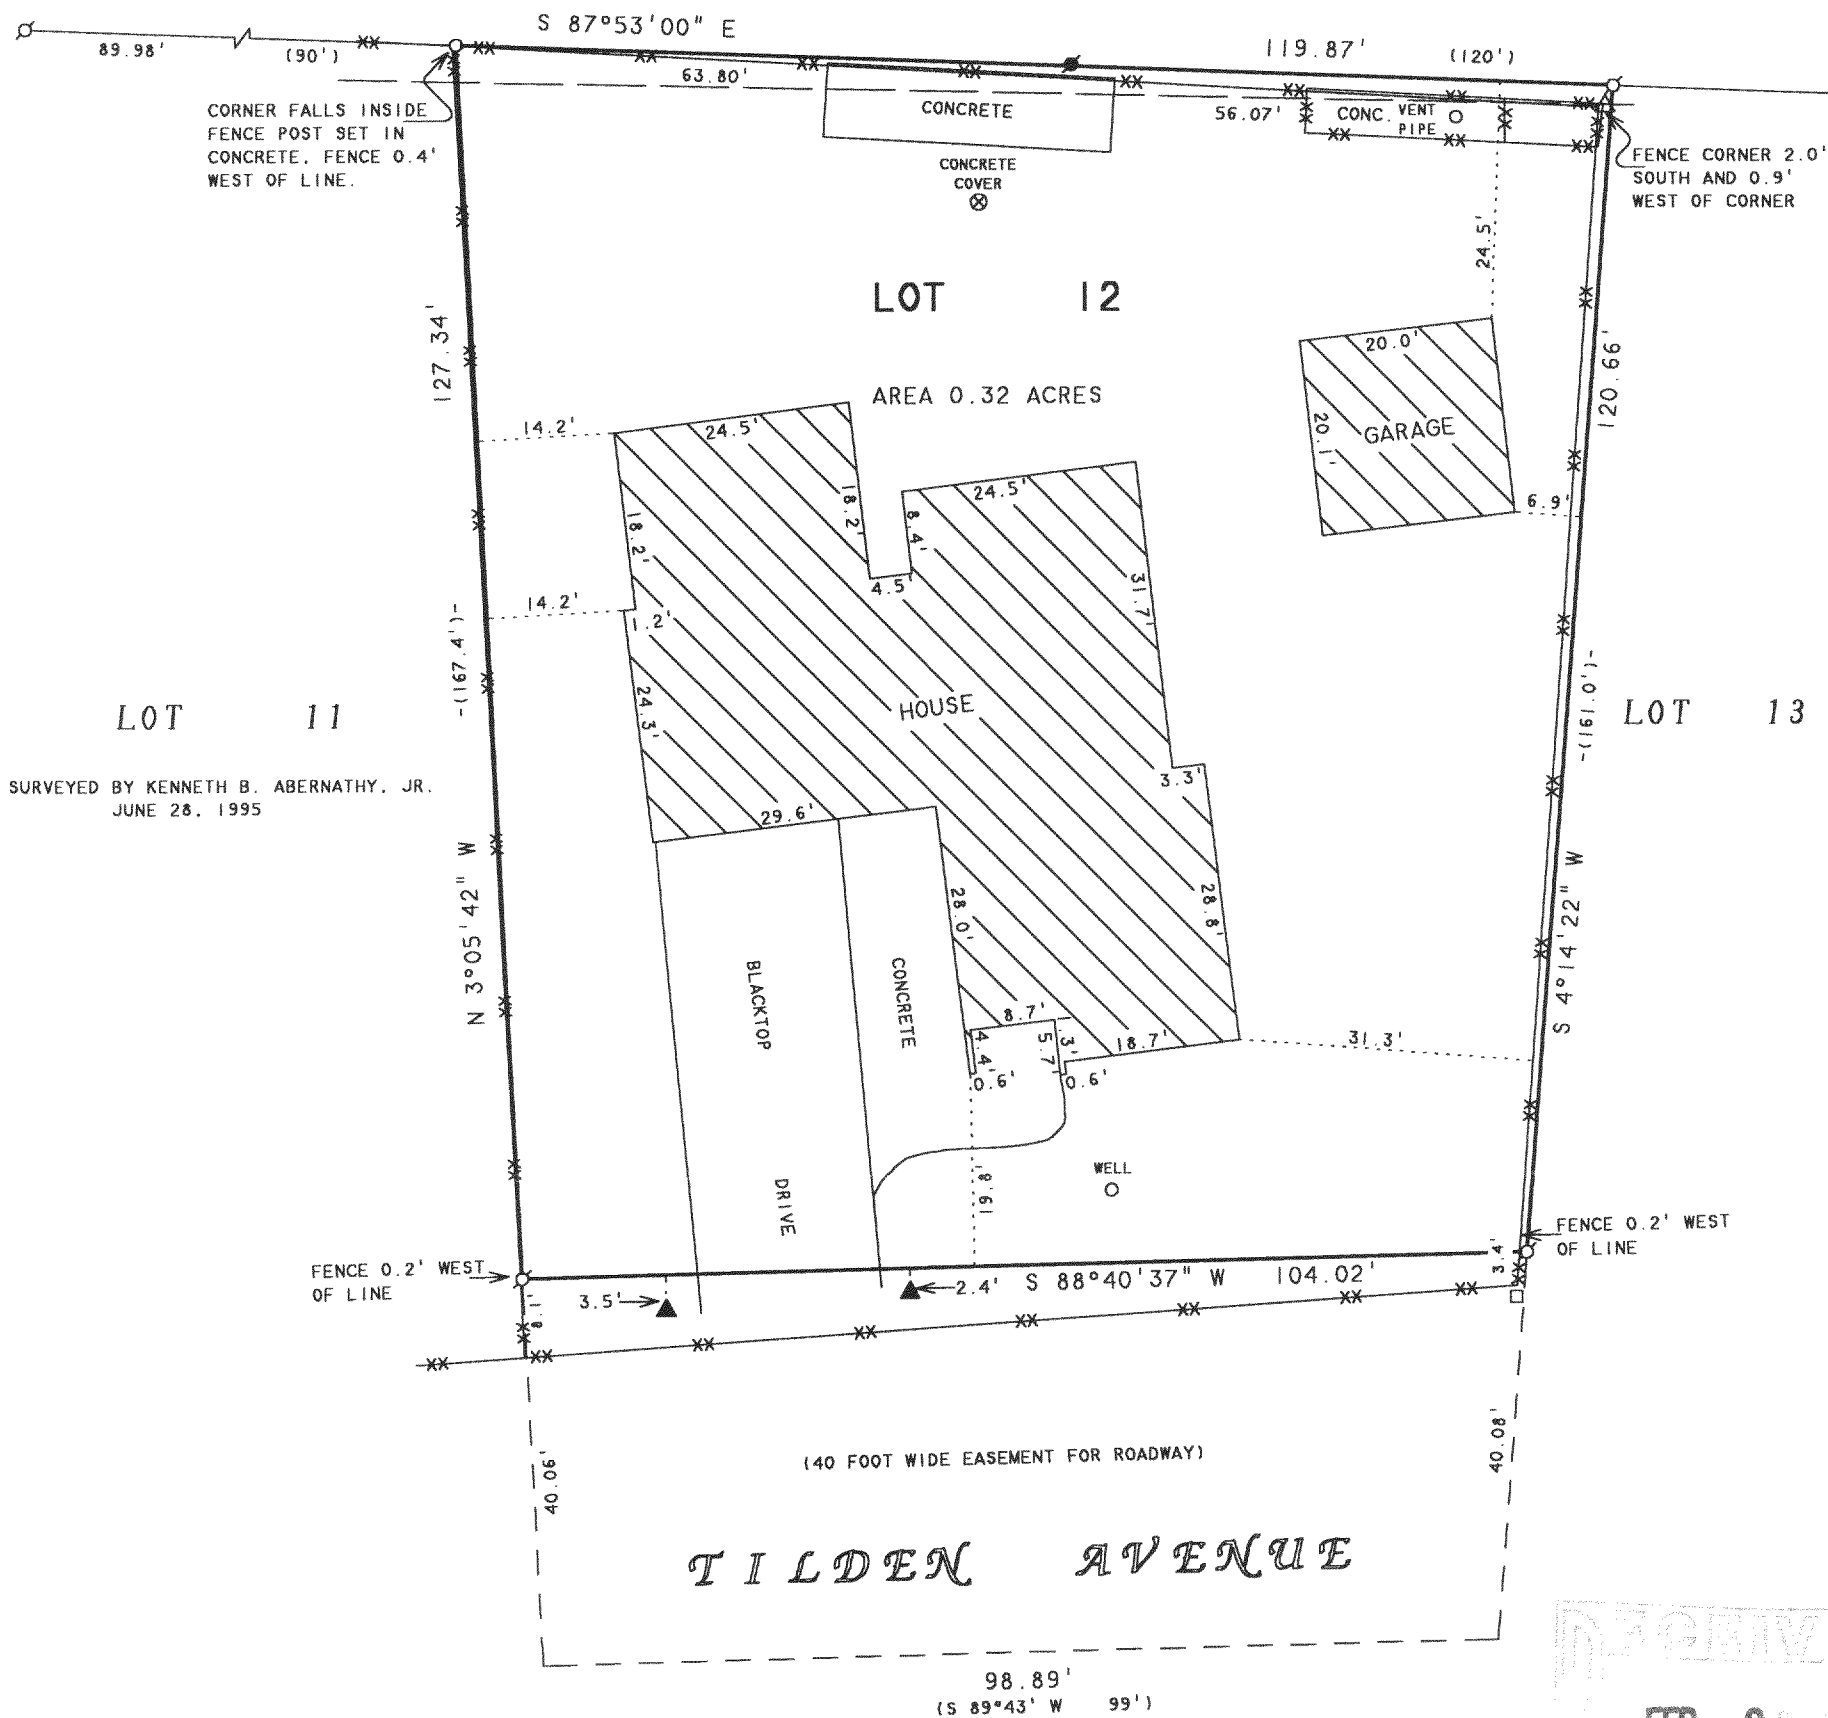 S 87°53'00" E
89.98'
(90')
119.87'
(120')
63.80'
56.07'
CORNER FALLS INSIDE
FENCE POST SET IN
CONCRETE. FENCE 0.4'
WEST OF LINE.
CONCRETE
CONCRETE
COVER
CONC.
VENT
PIPE
FENCE CORNER 2.0'
SOUTH AND 0.9'
WEST OF CORNER
24.5'
LOT 12
AREA 0.32 ACRES
127.34'
120.66'
20.0'
20.1'
GARAGE
6.9'
14.2'
24.5'
18.2'
18.2'
24.5'
8.4'
4.5'
31.7'
14.2'
1.2'
24.3'
HOUSE
-(167.4')-
-(161.0')-
LOT 11
LOT 13
SURVEYED BY KENNETH B. ABERNATHY, JR.
JUNE 28, 1995
3.3'
29.6'
28.0'
28.8'
N 3°05'42" W
S 4°14'22" W
BLACKTOP
CONCRETE
8.7'
4.4'
5.7'
1.3'
18.7'
31.3'
0.6'
0.6'
DRIVE
19.8'
WELL
FENCE 0.2' WEST
OF LINE
FENCE 0.2' WEST
OF LINE
3.5'
2.4'
S 88°40'37" W 104.02'
3.4'
8.1'
40.06'
40.08'
(40 FOOT WIDE EASEMENT FOR ROADWAY)
TILDEN AVENUE
98.89'
(S 89°43' W 99')